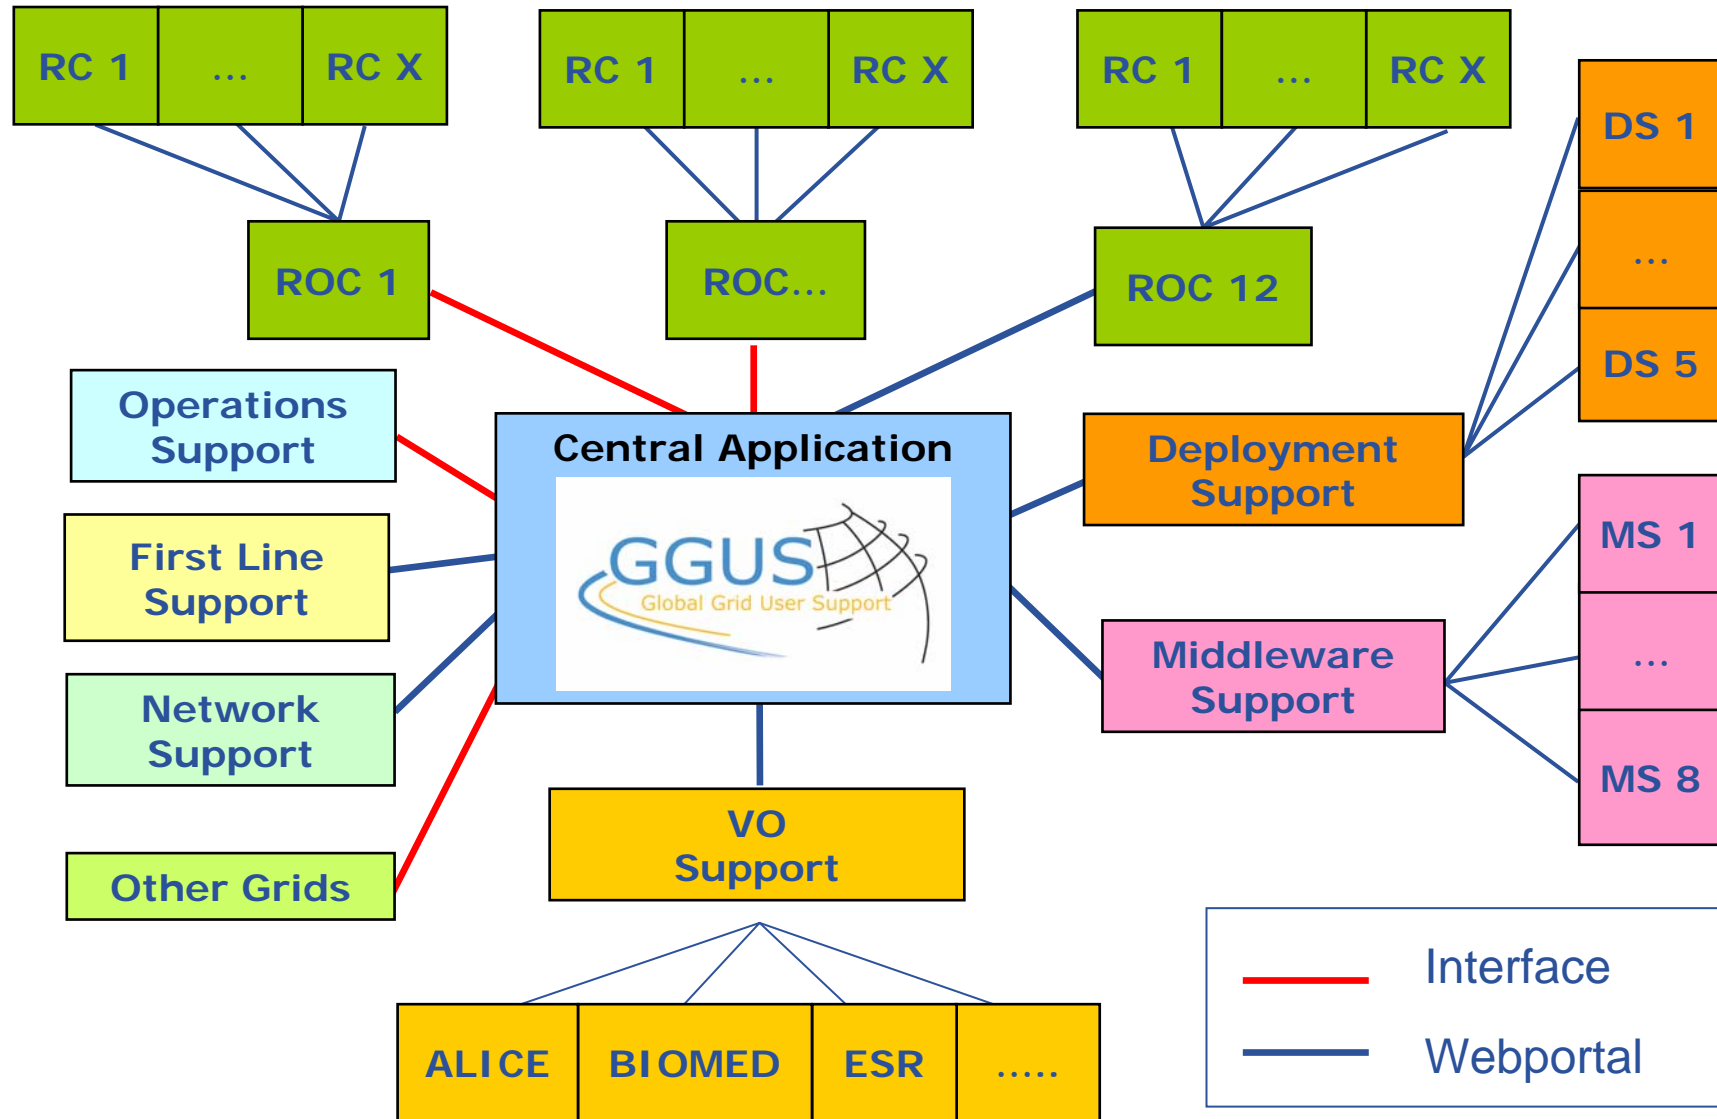 RC 1 ... RC X
RC 1 ... RC X
RC 1 ... RC X
DS 1
...
DS 5
ROC 1
ROC...
ROC 12
Operations
Support
First Line
Support
Network
Support
Other Grids
Central Application
GGUS
Global Grid User Support
Deployment
Support
Middleware
Support
MS 1
...
MS 8
VO
Support
ALICE BIOMED ESR .....
Interface
Webportal